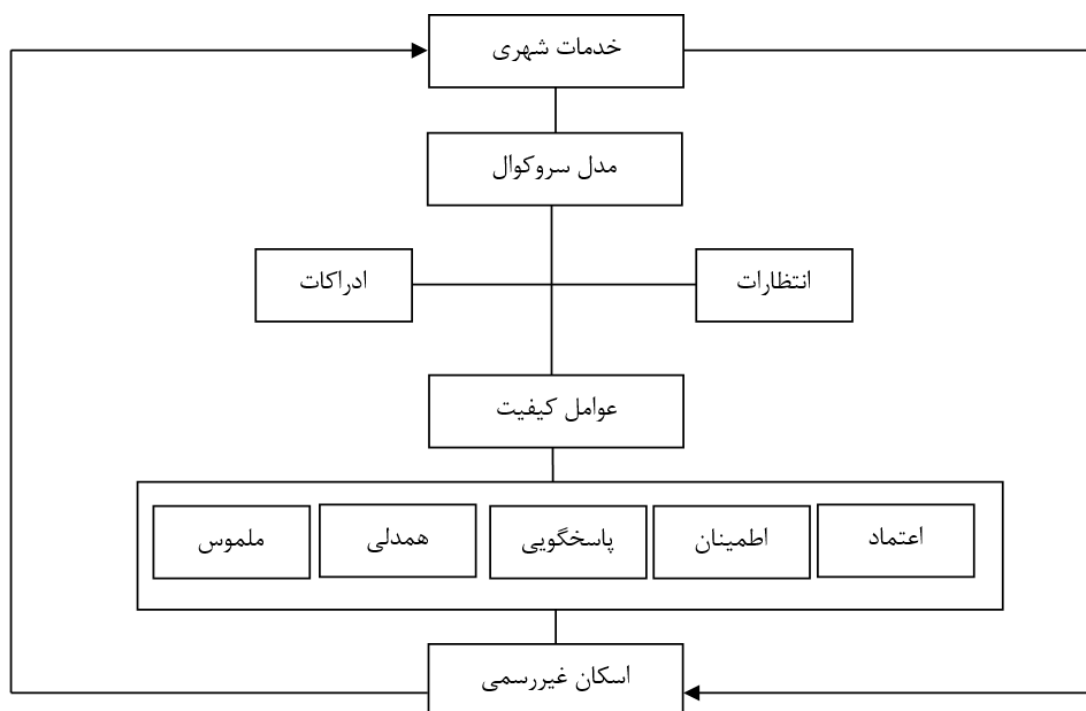 خدمات شهری
مدل سروکوال
انتظارات
ادراکات
عوامل کیفیت
اعتماد
اطمینان
پاسخگویی
همدلی
ملموس
اسکان غیررسمی